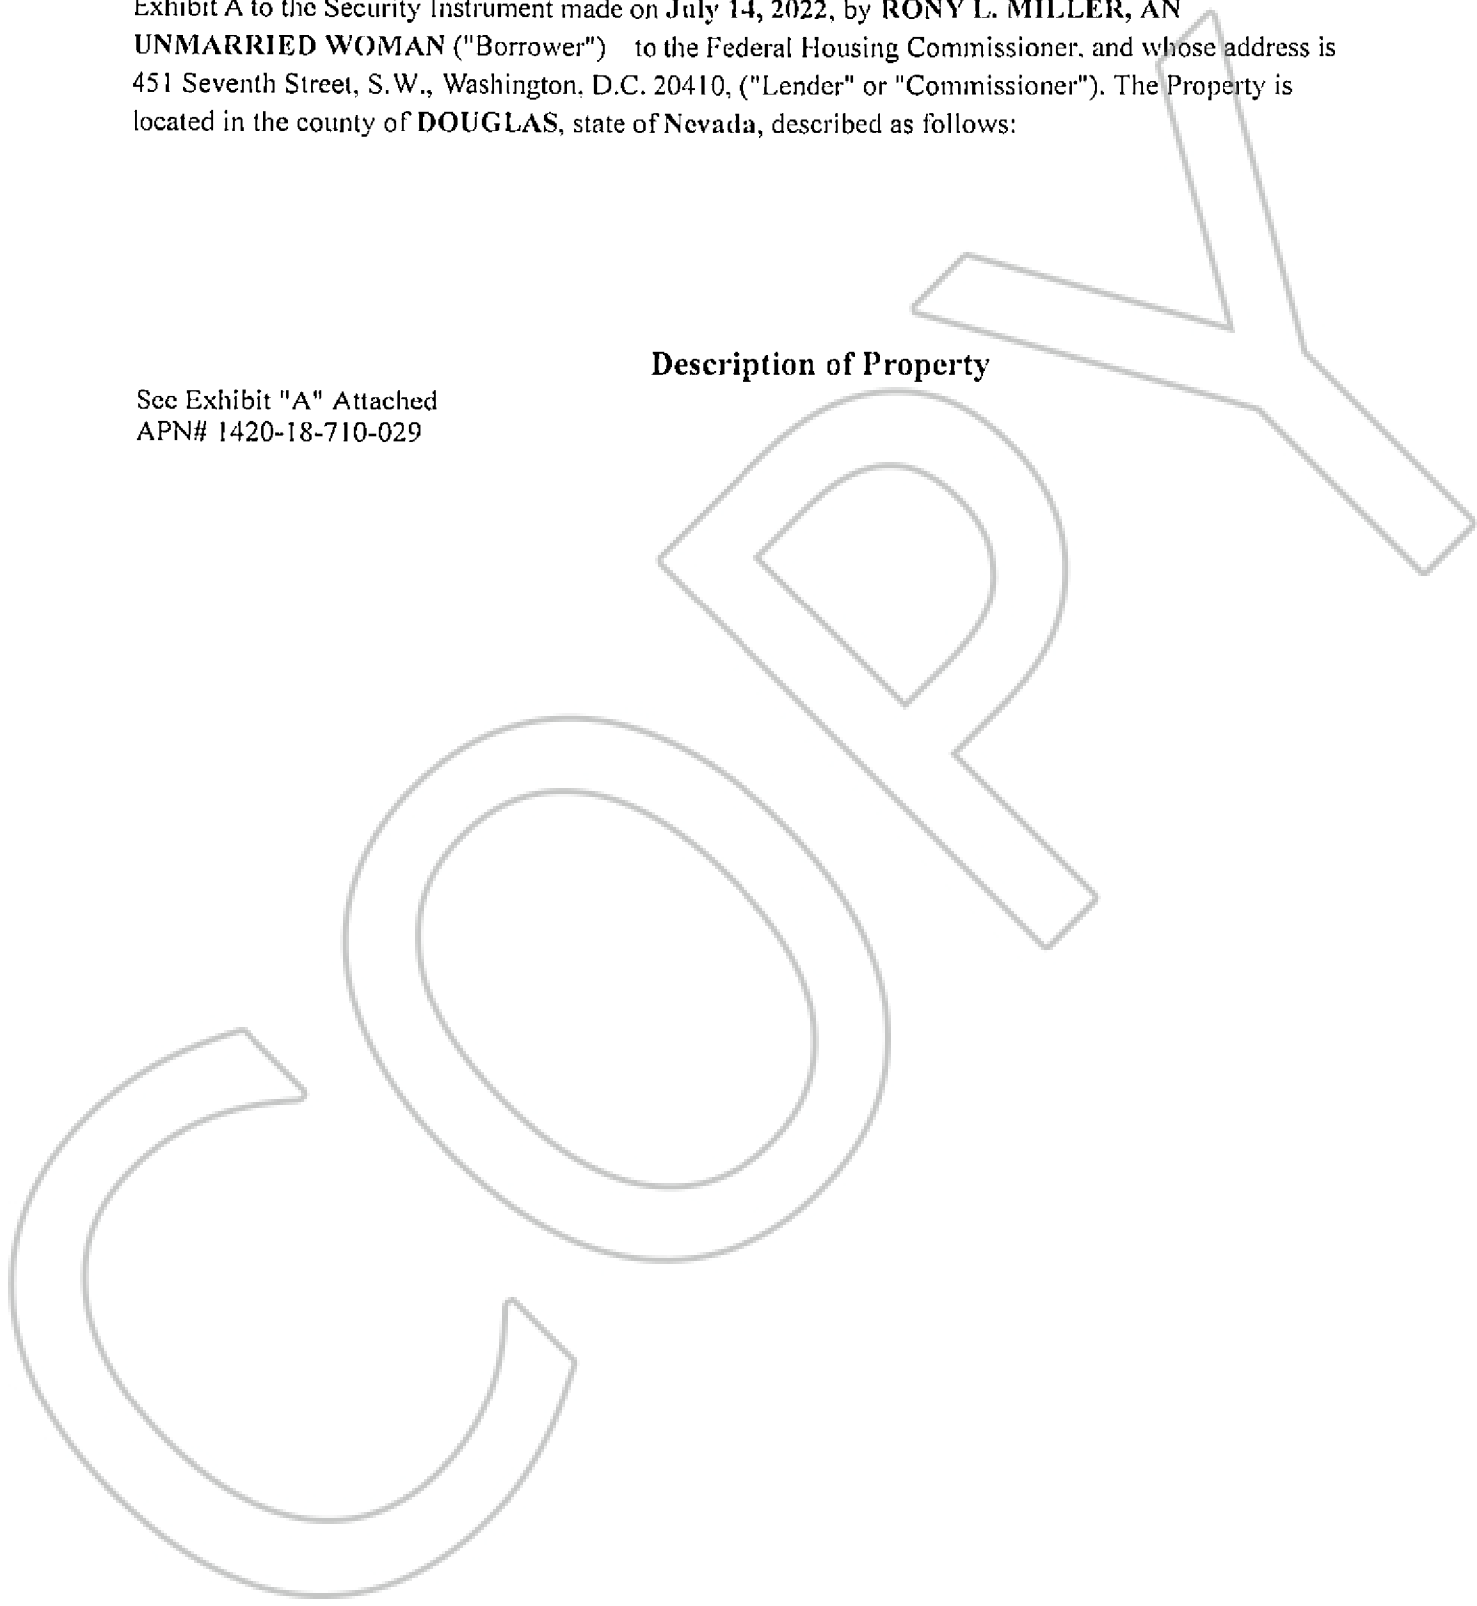 Exhibit A to the Security Instrument made on July 14, 2022, by RONY L. MILLER, AN
UNMARRIED WOMAN ("Borrower") to the Federal Housing Commissioner, and whose address is
451 Seventh Street, S.W., Washington, D.C. 20410, ("Lender" or "Commissioner"). The Property is
located in the county of DOUGLAS, state of Nevada, described as follows:
Description of Property
See Exhibit "A" Attached
APN# 1420-18-710-029
COPY